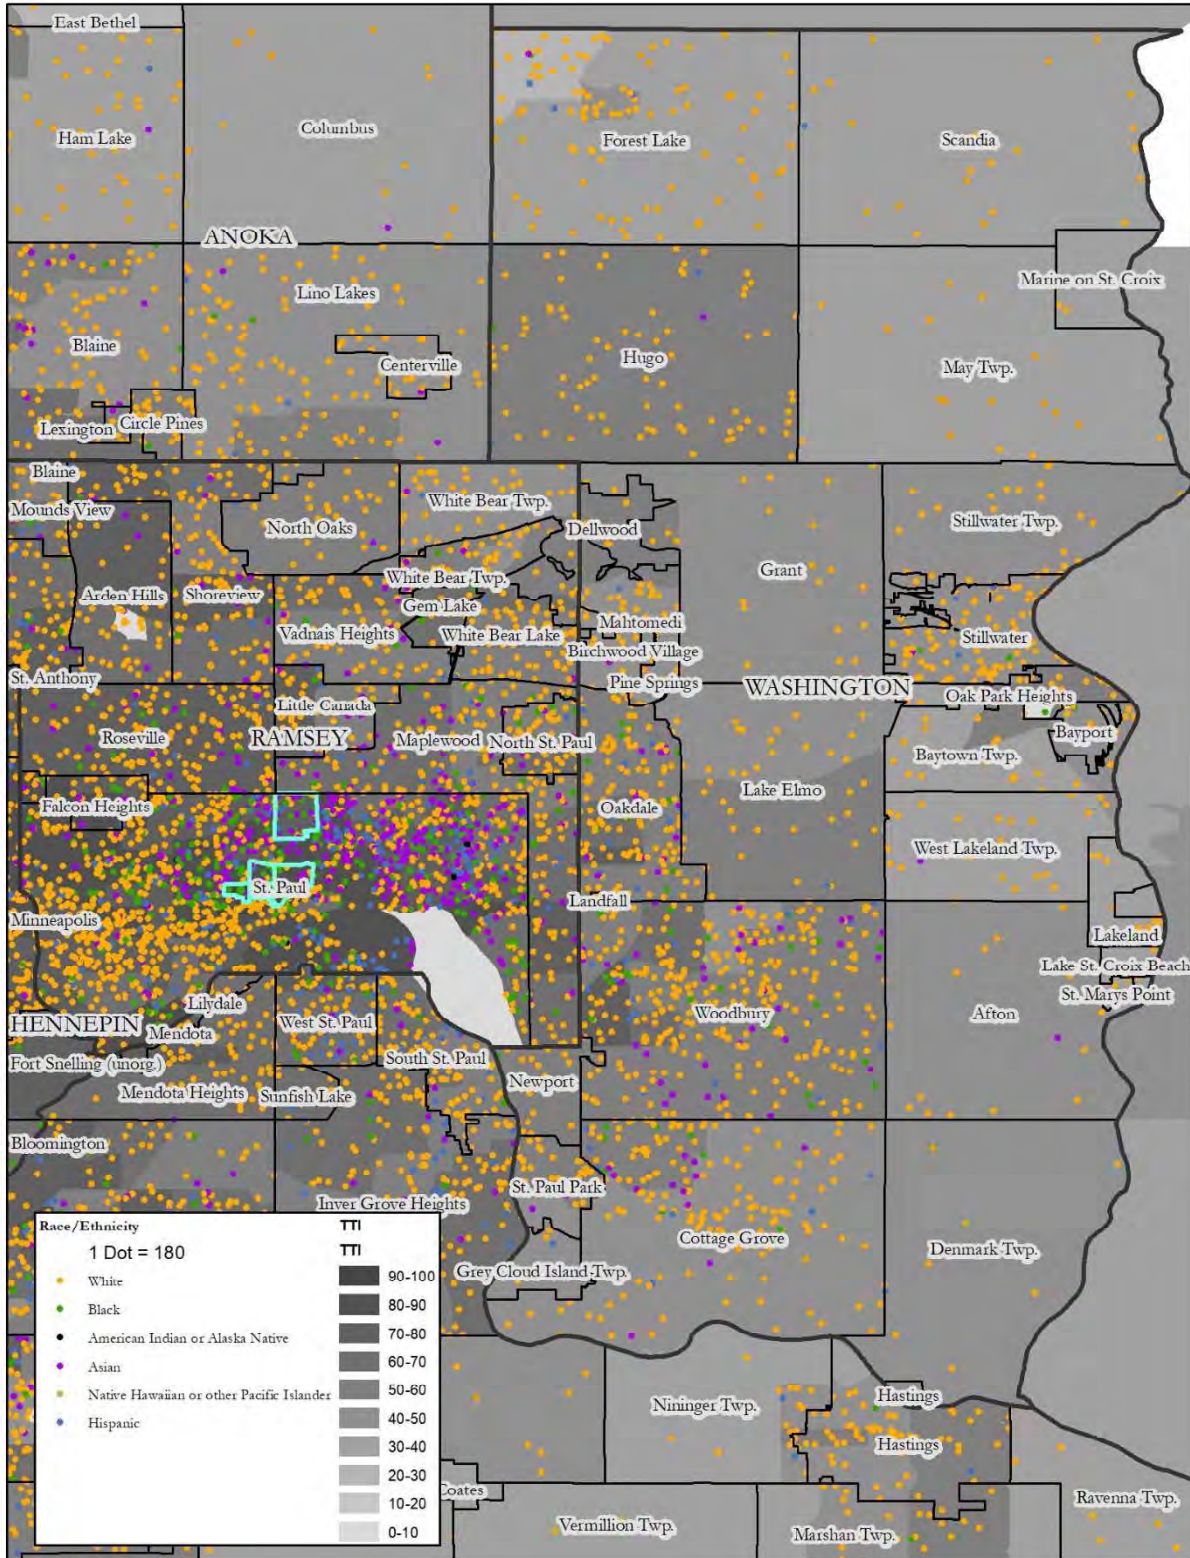 East Bethel
Ham Lake
Columbus
Forest Lake
Scandia
ANOKA
Marine on St. Croix
Lino Lakes
Blaine
Centerville
Hugo
May Twp.
Lexington
Circle Pines
Blaine
Mounds View
North Oaks
White Bear Twp.
Dellwood
Stillwater Twp.
Grant
Arden Hills
Shoreview
White Bear Twp.
Gem Lake
Vadnais Heights
White Bear Lake
Mahtomedi
Birchwood Village
Stillwater
St. Anthony
Pine Springs
WASHINGTON
Oak Park Heights
Little Canada
Roseville
RAMSEY
Maplewood
North St. Paul
Bayport
Baytown Twp.
Falcon Heights
Oakdale
Lake Elmo
West Lakeland Twp.
St. Paul
Landfall
Minneapolis
Lakeland
Lake St. Croix Beach
St. Marys Point
Lilydale
Woodbury
Afton
HENNEPIN
Mendota
West St. Paul
South St. Paul
Fort Snelling (unorg.)
Newport
Mendota Heights
Sunfish Lake
Bloomington
St. Paul Park
Inver Grove Heights
Cottage Grove
Denmark Twp.
Grey Cloud Island Twp.
Race/Ethnicity
1 Dot = 180
White
Black
American Indian or Alaska Native
Asian
Native Hawaiian or other Pacific Islander
Hispanic
TTI
TTI
90-100
80-90
70-80
60-70
50-60
40-50
30-40
20-30
10-20
0-10
Nininger Twp.
Hastings
Hastings
Coates
Vermillion Twp.
Marshan Twp.
Ravenna Twp.